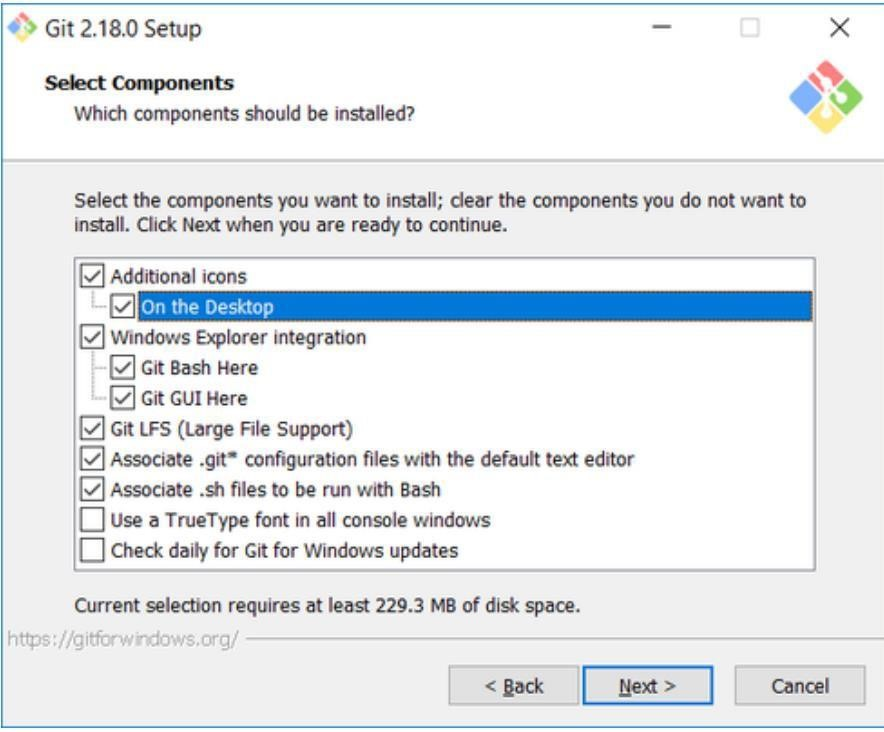 Git 2.18.0 Setup
Select Components
Which components should be installed?
Select the components you want to install; clear the components you do not want to
install. Click Next when you are ready to continue.
Additional icons
On the Desktop
Windows Explorer integration
Git Bash Here
Git GUI Here
Git LFS (Large File Support)
Associate .git* configuration files with the default text editor
Associate .sh files to be run with Bash
Use a TrueType font in all console windows
Check daily for Git for Windows updates
Current selection requires at least 229.3 MB of disk space.
https://gitforwindows.org/
< Back
Next >
Cancel